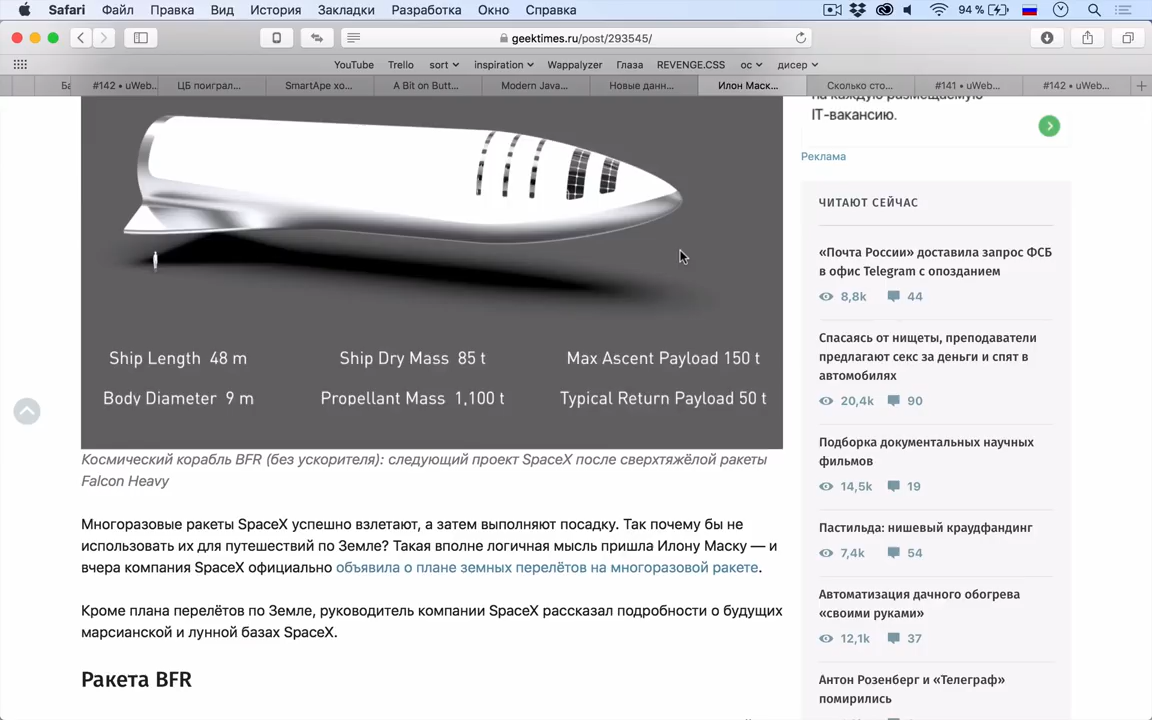 Safari Файл Правка Вид История Закладки Разработка Окно Справка 94 %
geektimes.ru/post/293545/
YouTube Trello sort inspiration Wappalyzer Глаза REVENGE.CSS ос дисер
Ба #142 • uWeb... ЦБ поиграл... SmartApe хо... A Bit on Butt... Modern Java... Новые данн... Илон Маск... Сколько сто... #141 • uWeb... #142 • uWeb...
на каждую размещаемую
IT-вакансию.
Реклама
Ship Length 48 m Ship Dry Mass 85 t Max Ascent Payload 150 t
Body Diameter 9 m Propellant Mass 1,100 t Typical Return Payload 50 t
Космический корабль BFR (без ускорителя): следующий проект SpaceX после сверхтяжёлой ракеты
Falcon Heavy
Многоразовые ракеты SpaceX успешно взлетают, а затем выполняют посадку. Так почему бы не
использовать их для путешествий по Земле? Такая вполне логичная мысль пришла Илону Маску — и
вчера компания SpaceX официально объявила о плане земных перелётов на многоразовой ракете.
Кроме плана перелётов по Земле, руководитель компании SpaceX рассказал подробности о будущих
марсианской и лунной базах SpaceX.
Ракета BFR
ЧИТАЮТ СЕЙЧАС
«Почта России» доставила запрос ФСБ
в офис Telegram с опозданием
8,8k 44
Спасаясь от нищеты, преподаватели
предлагают секс за деньги и спят в
автомобилях
20,4k 90
Подборка документальных научных
фильмов
14,5k 19
Пастильда: нишевый краудфандинг
7,4k 54
Автоматизация дачного обогрева
«своими руками»
12,1k 37
Антон Розенберг и «Телеграф»
помирились